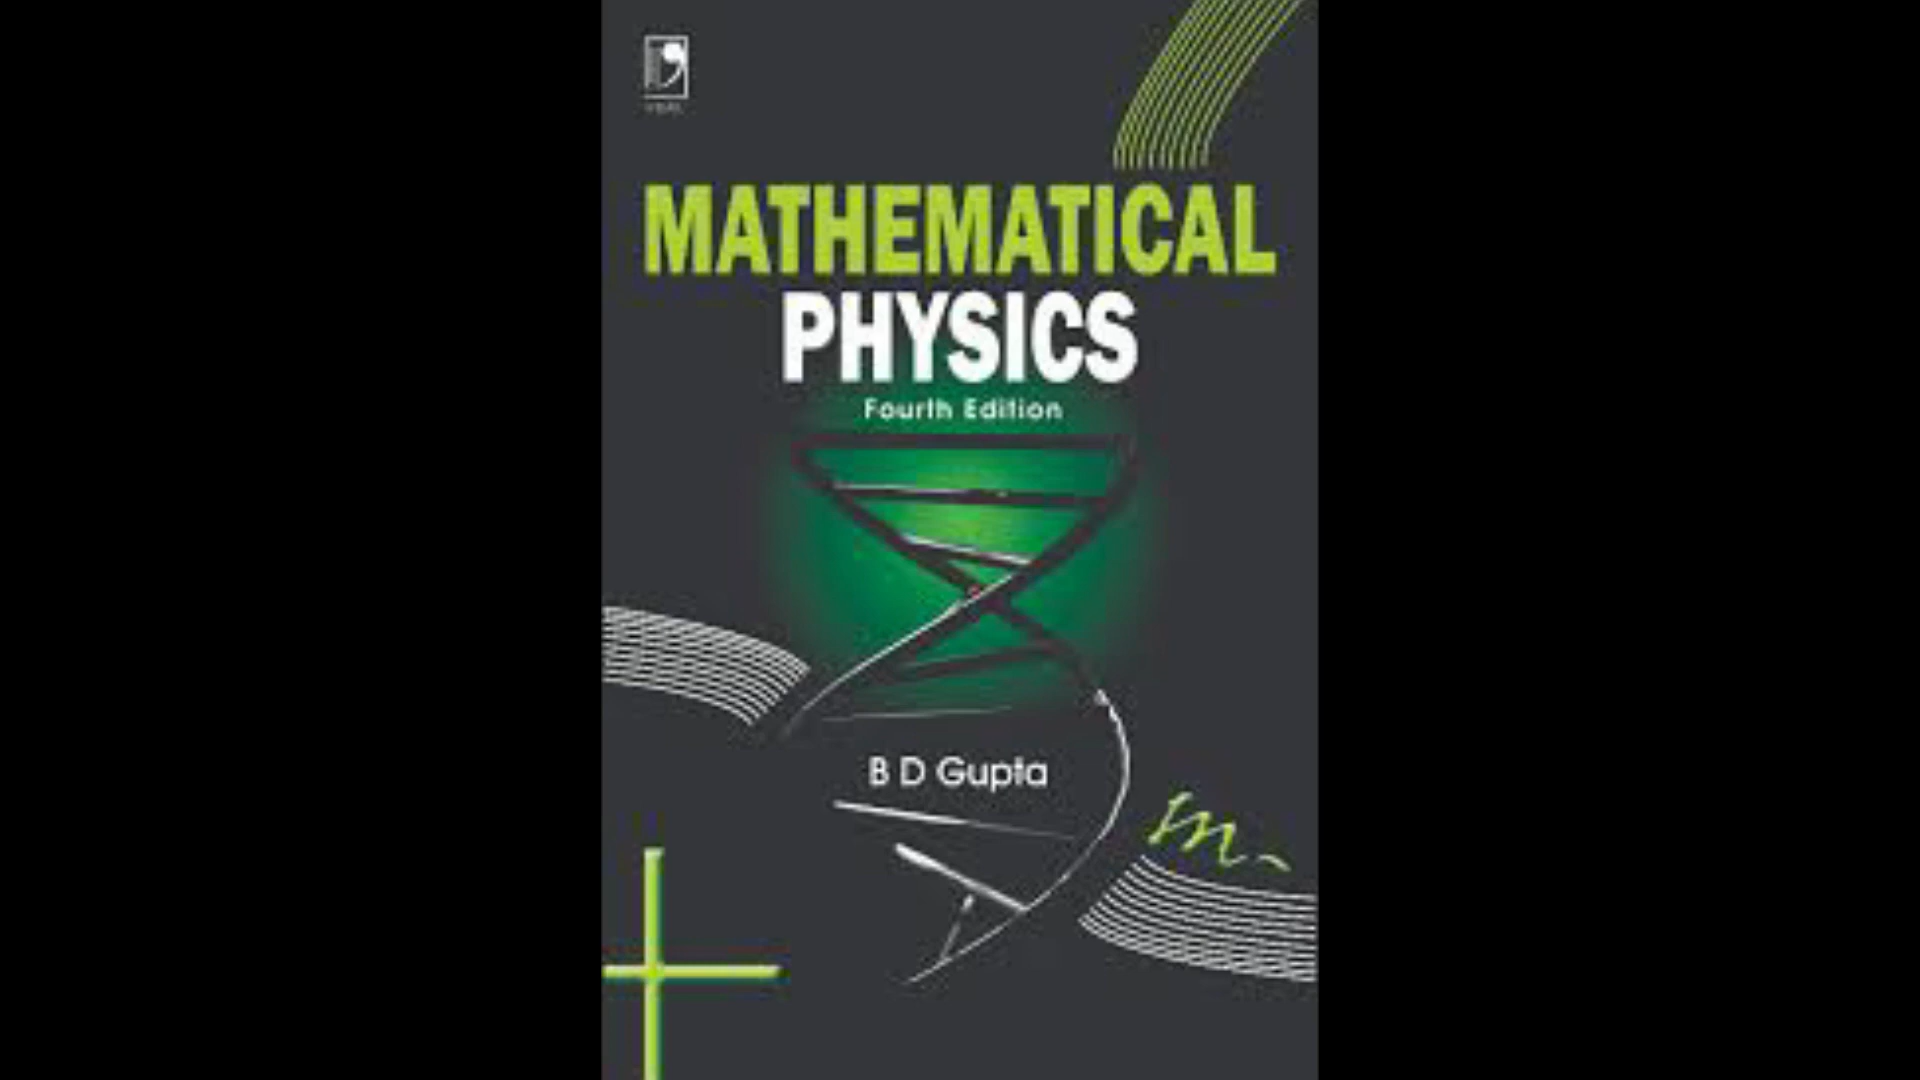 MATHEMATICAL
PHYSICS
Fourth Edition
B D Gupta
m